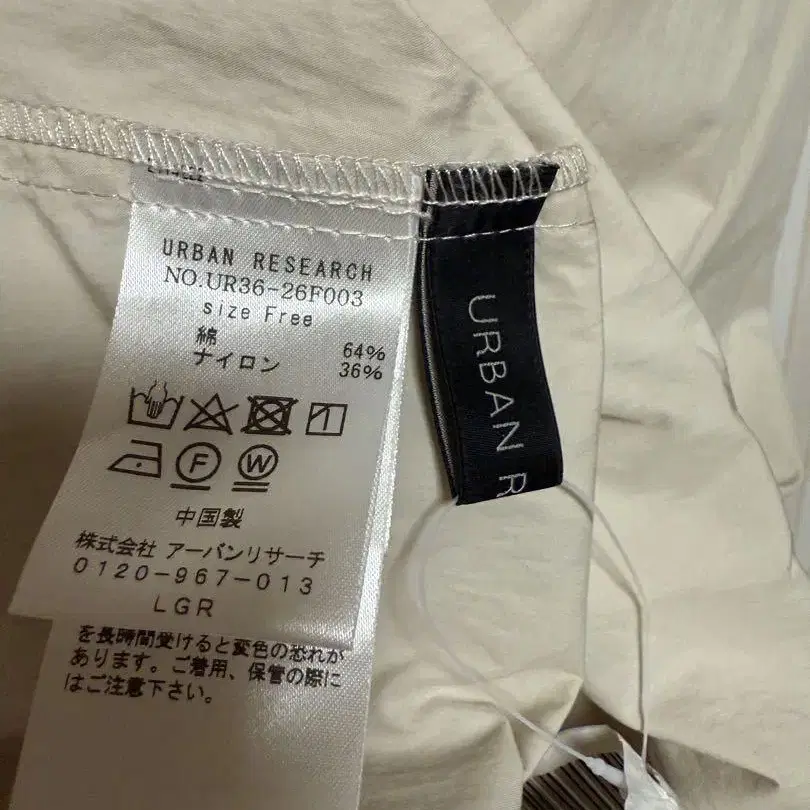 URBAN RESEARCH
NO.UR36-26F003
size Free
綿 64%
ナイロン 36%
F W
中国製
株式会社 アーバンリサーチ
0120-967-013
LGR
を長時間受けると変色の恐れが
あります。ご着用、保管の際に
はご注意下さい。
URBAN R